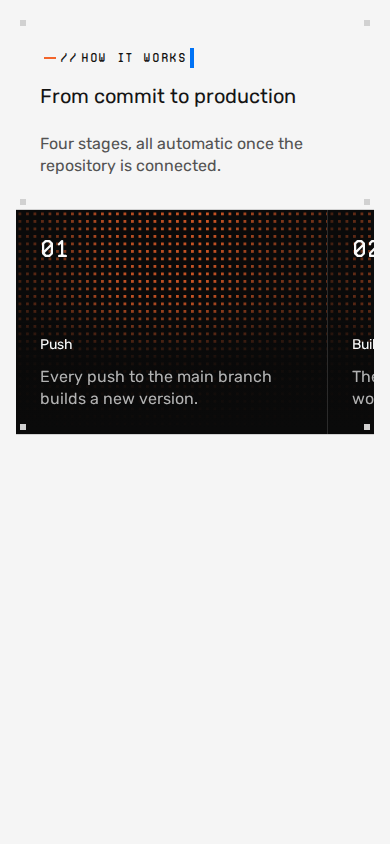 // HOW IT WORKS
From commit to production
Four stages, all automatic once the
repository is connected.
01
Push
Every push to the main branch
builds a new version.
02